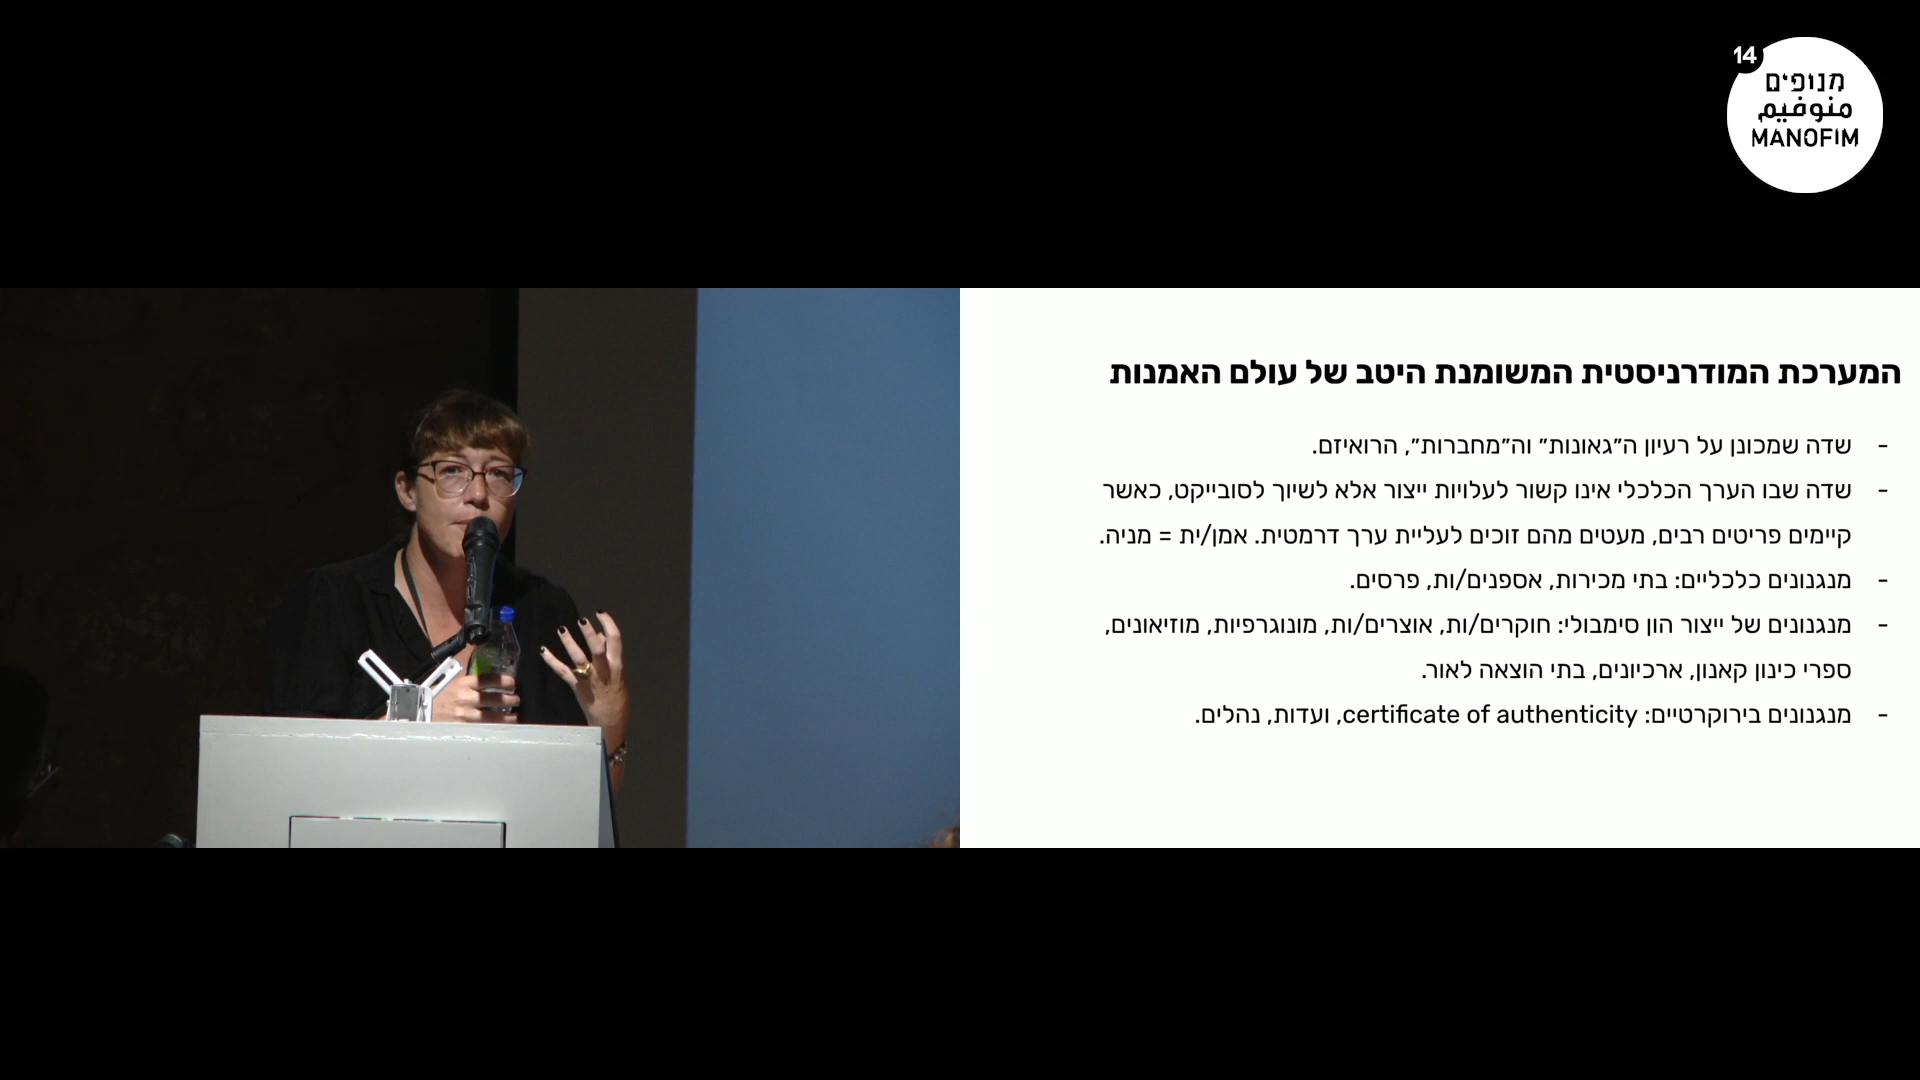 14
מנופים
منوفيم
MANOFIM
המערכת המודרניסטית המשומנת היטב של עולם האמנות
- שדה שמכונן על רעיון ה״גאונות״ וה״מחברות״, הרואיזם.
- שדה שבו הערך הכלכלי אינו קשור לעלויות ייצור אלא לשיוך לסובייקט, כאשר
קיימים פריטים רבים, מעטים מהם זוכים לעליית ערך דרמטית. אמן/ית = מניה.
- מנגנונים כלכליים: בתי מכירות, אספנים/ות, פרסים.
- מנגנונים של ייצור הון סימבולי: חוקרים/ות, אוצרים/ות, מונוגרפיות, מוזיאונים,
ספרי כינון קאנון, ארכיונים, בתי הוצאה לאור.
- מנגנונים בירוקרטיים: certificate of authenticity, ועדות, נהלים.